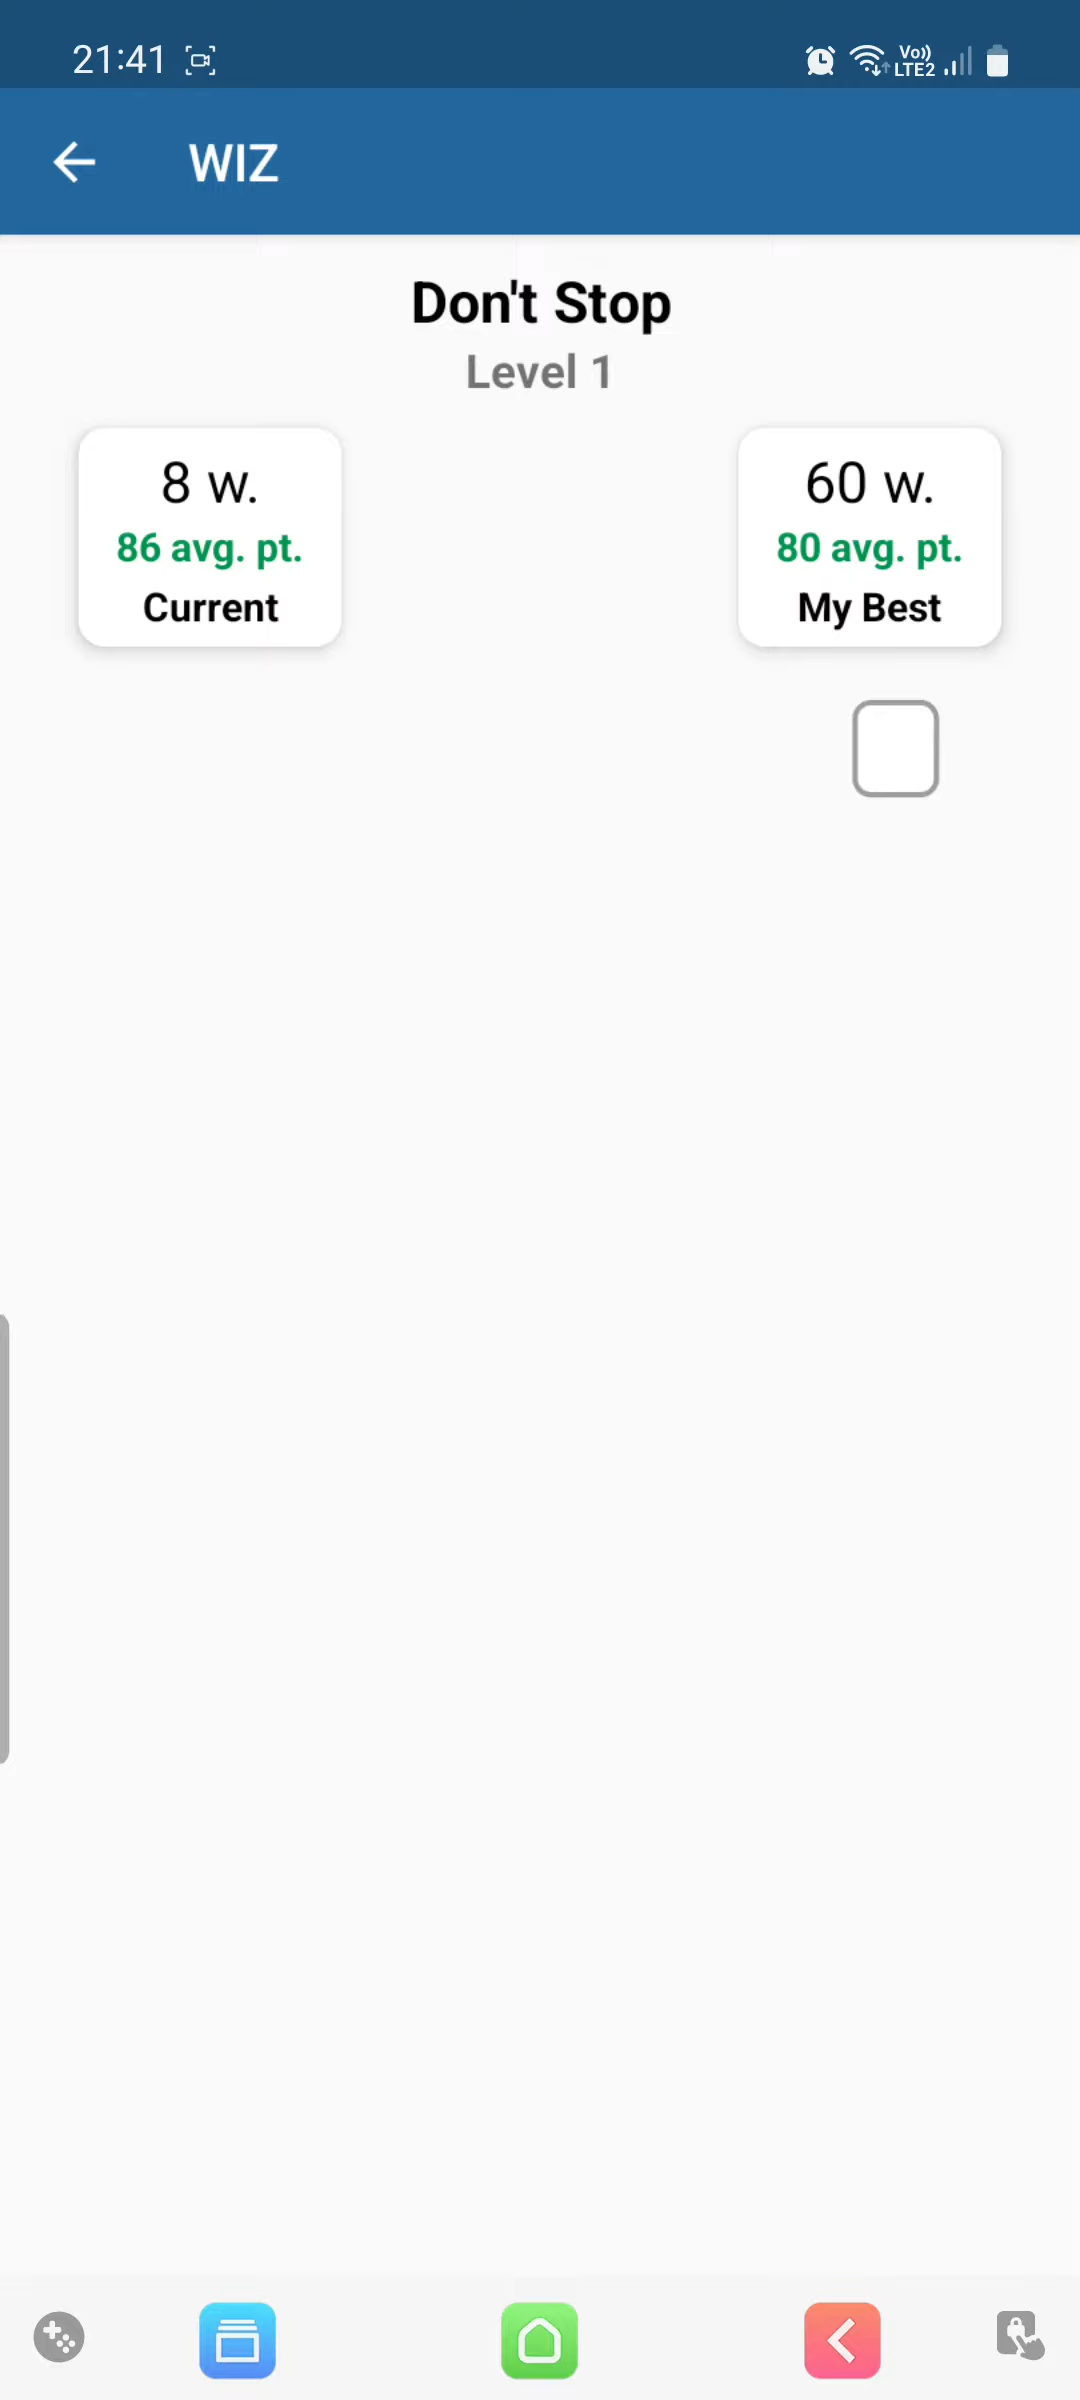 21:41
Vo))
LTE2
WIZ
Don't Stop
Level 1
8 w.
86 avg. pt.
Current
60 w.
80 avg. pt.
My Best